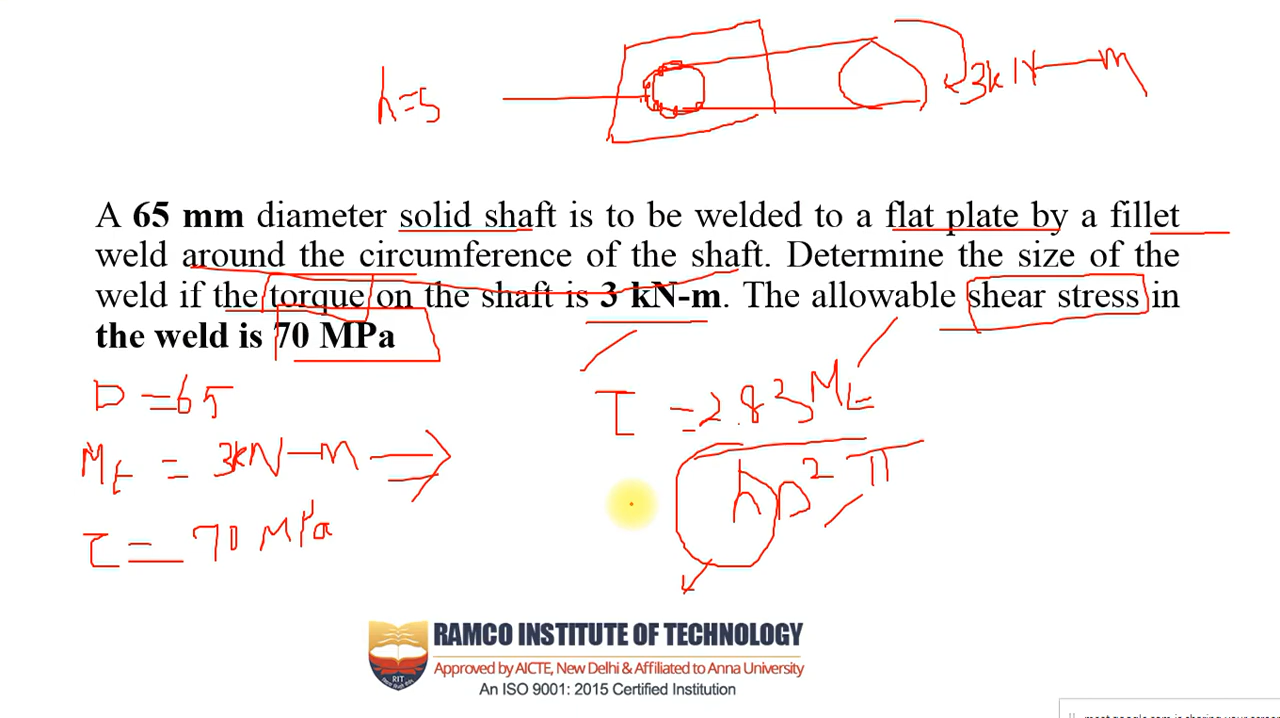 h=5
3kN-m
A 65 mm diameter solid shaft is to be welded to a flat plate by a fillet
weld around the circumference of the shaft. Determine the size of the
weld if the torque on the shaft is 3 kN-m. The allowable shear stress in
the weld is 70 MPa
D = 65
Mt = 3kN-m
τ = 70 MPa
τ = 2.83 Mt
hD² π
RAMCO INSTITUTE OF TECHNOLOGY
Approved by AICTE, New Delhi & Affiliated to Anna University
An ISO 9001: 2015 Certified Institution
RIT